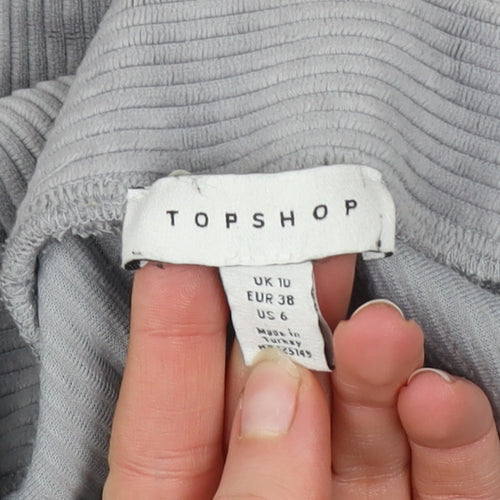 TOPSHOP
UK 10
EUR 38
US 6
Made in
Turkey